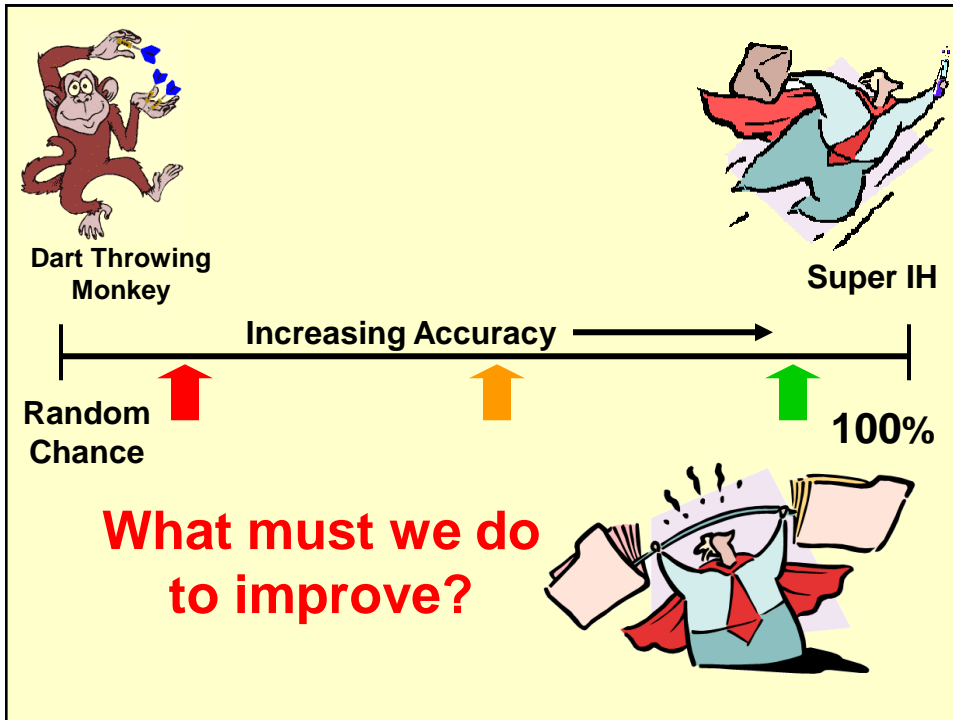 Dart Throwing
Monkey
Super IH
Increasing Accuracy
Random
Chance
100%
What must we do
to improve?